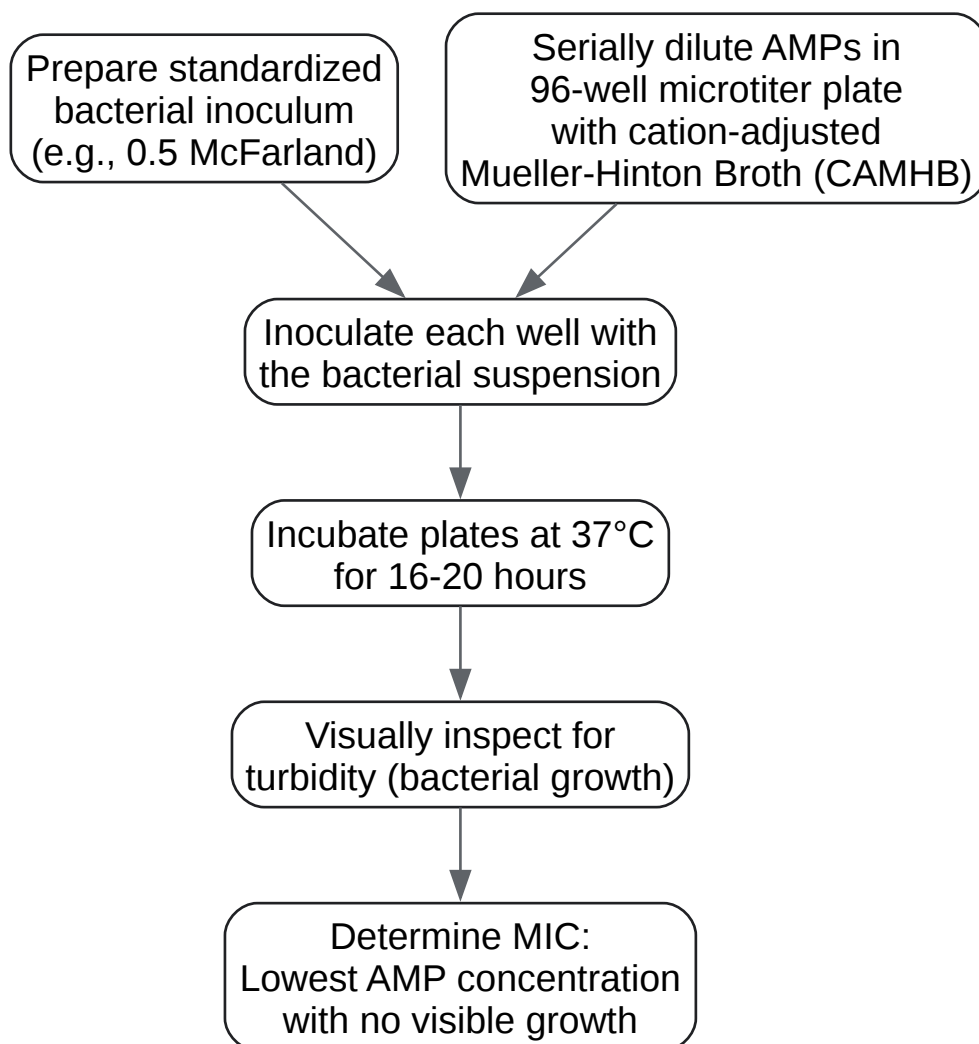 Prepare standardized
bacterial inoculum
(e.g., 0.5 McFarland)
Serially dilute AMPs in
96-well microtiter plate
with cation-adjusted
Mueller-Hinton Broth (CAMHB)
Inoculate each well with
the bacterial suspension
Incubate plates at 37°C
for 16-20 hours
Visually inspect for
turbidity (bacterial growth)
Determine MIC:
Lowest AMP concentration
with no visible growth